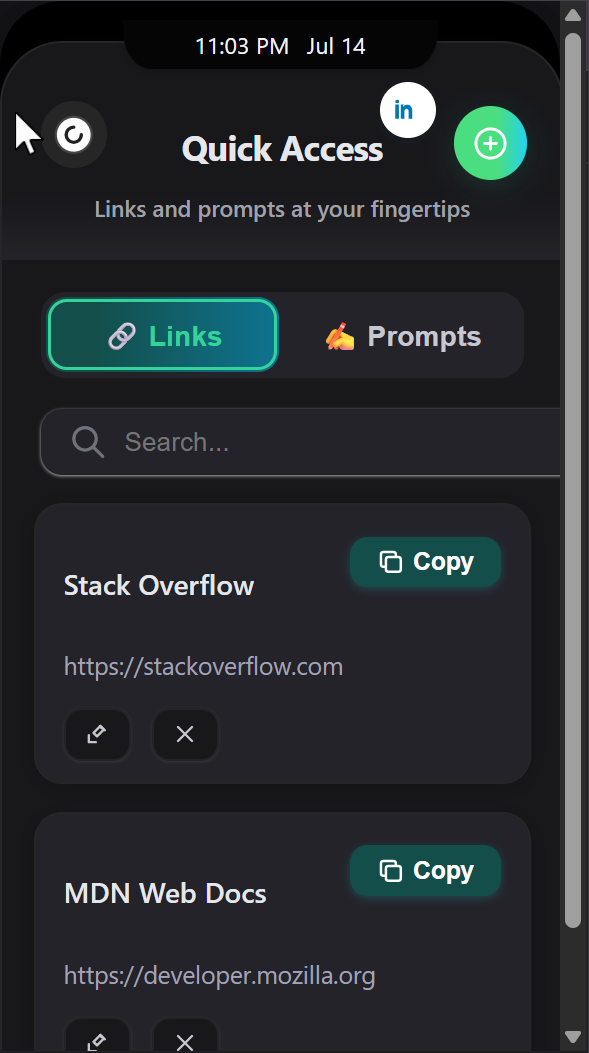 11:03 PM Jul 14
in
Quick Access
Links and prompts at your fingertips
Links
Prompts
Search...
Copy
Stack Overflow
https://stackoverflow.com
Copy
MDN Web Docs
https://developer.mozilla.org